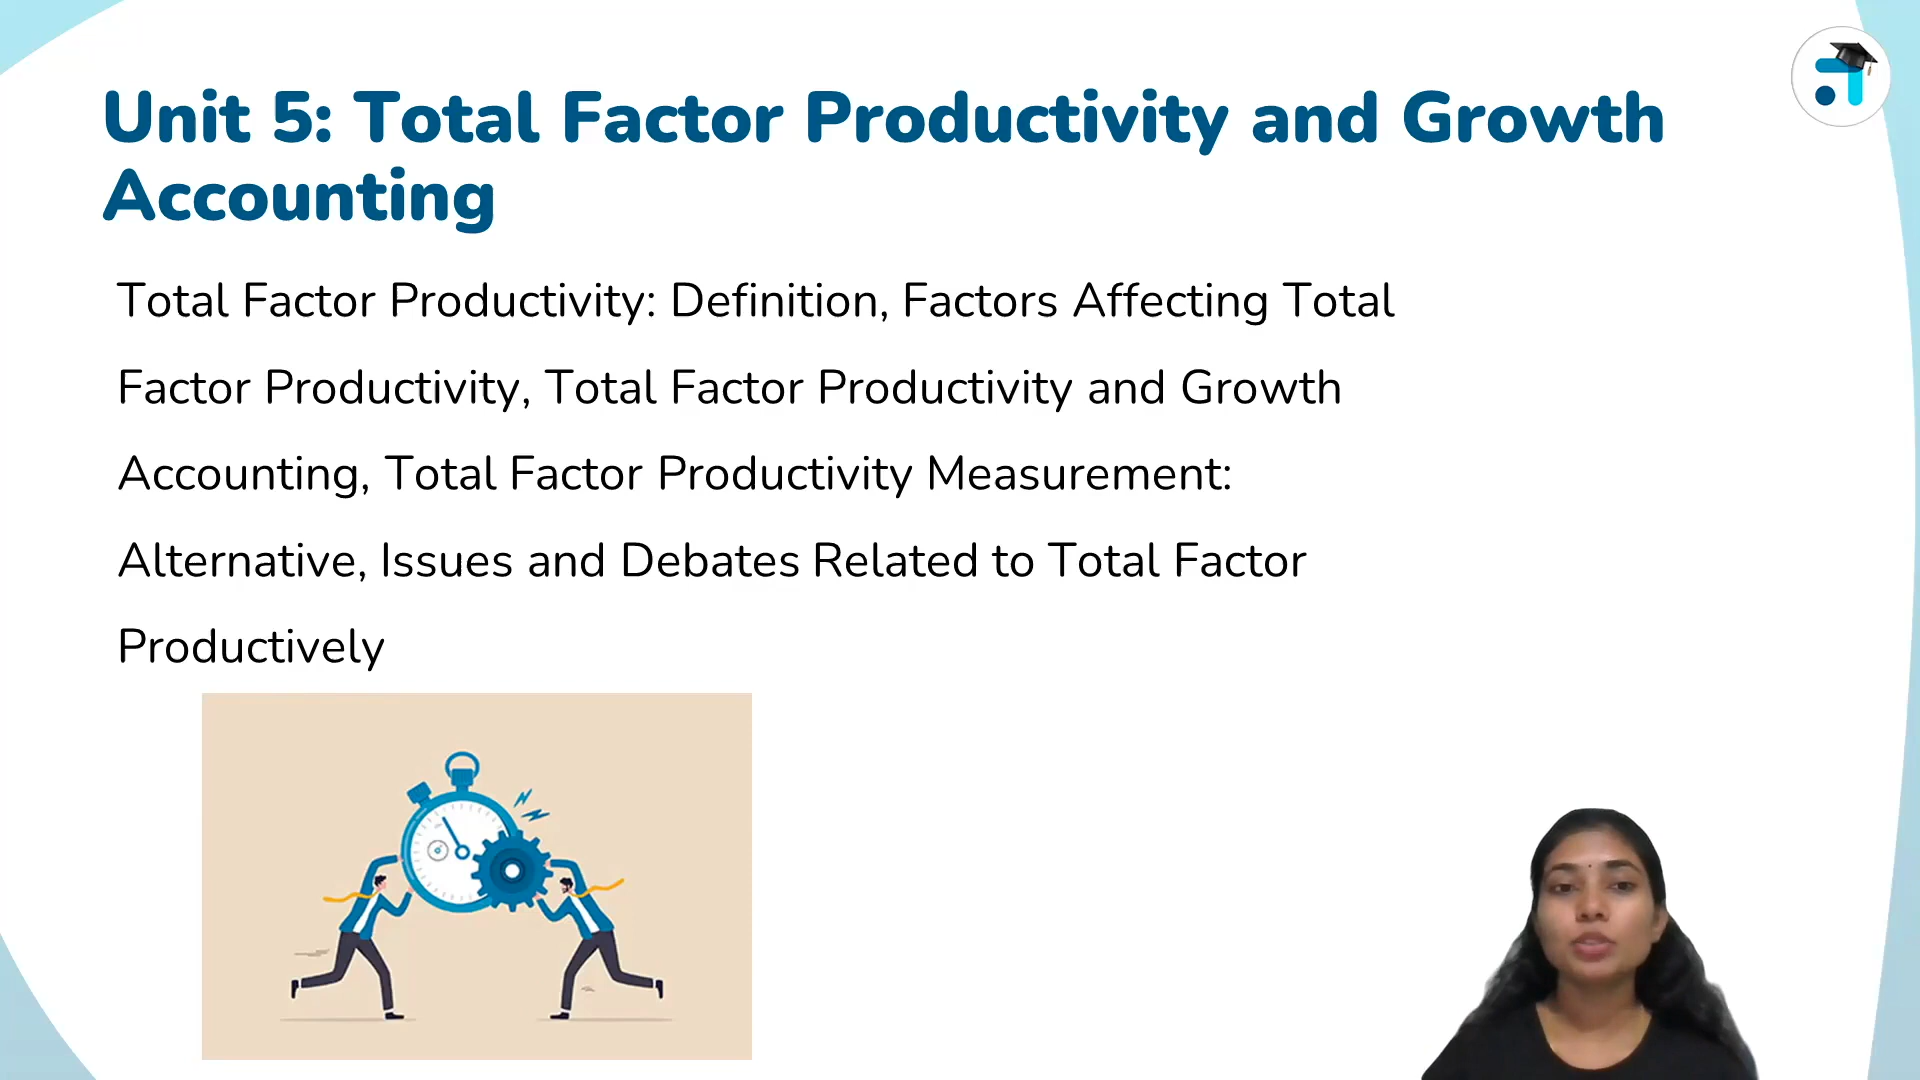 Unit 5: Total Factor Productivity and Growth
Accounting
Total Factor Productivity: Definition, Factors Affecting Total
Factor Productivity, Total Factor Productivity and Growth
Accounting, Total Factor Productivity Measurement:
Alternative, Issues and Debates Related to Total Factor
Productively